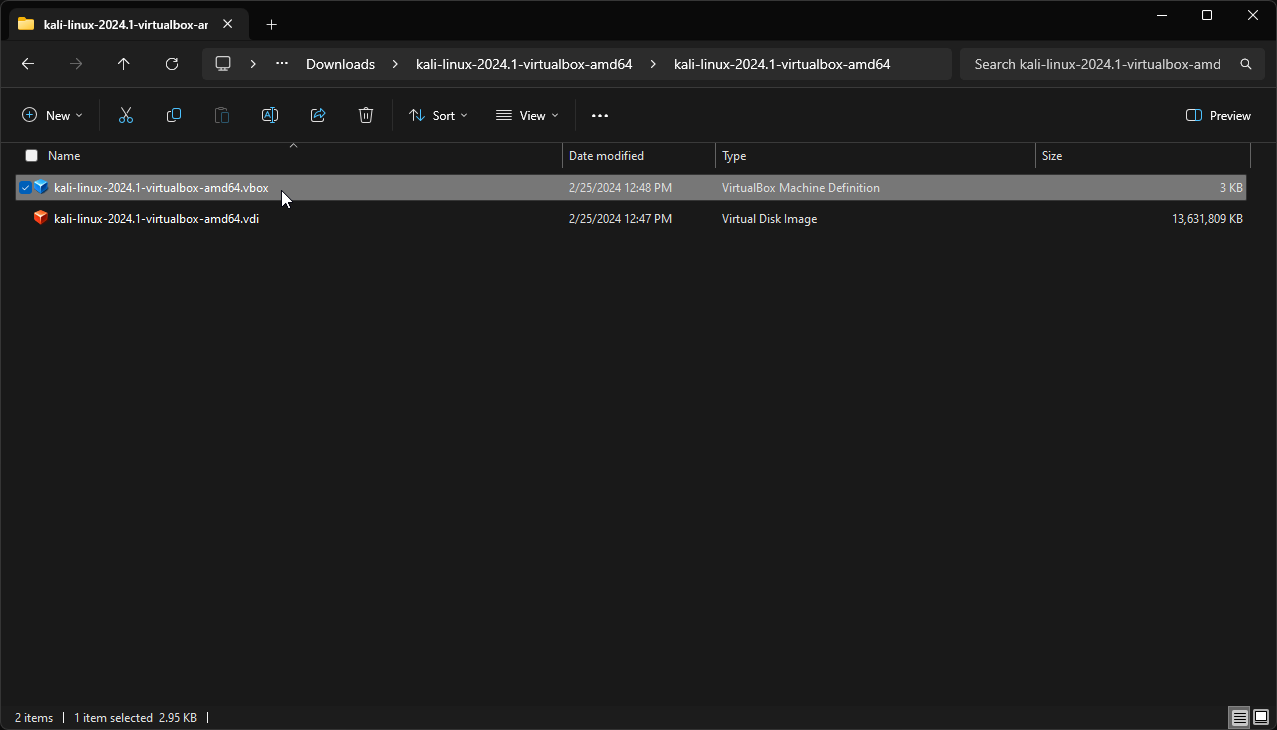 kali-linux-2024.1-virtualbox-ar
Downloads kali-linux-2024.1-virtualbox-amd64 kali-linux-2024.1-virtualbox-amd64 Search kali-linux-2024.1-virtualbox-amd
New Sort View Preview
Name Date modified Type Size
kali-linux-2024.1-virtualbox-amd64.vbox 2/25/2024 12:48 PM VirtualBox Machine Definition 3 KB
kali-linux-2024.1-virtualbox-amd64.vdi 2/25/2024 12:47 PM Virtual Disk Image 13,631,809 KB
2 items 1 item selected 2.95 KB